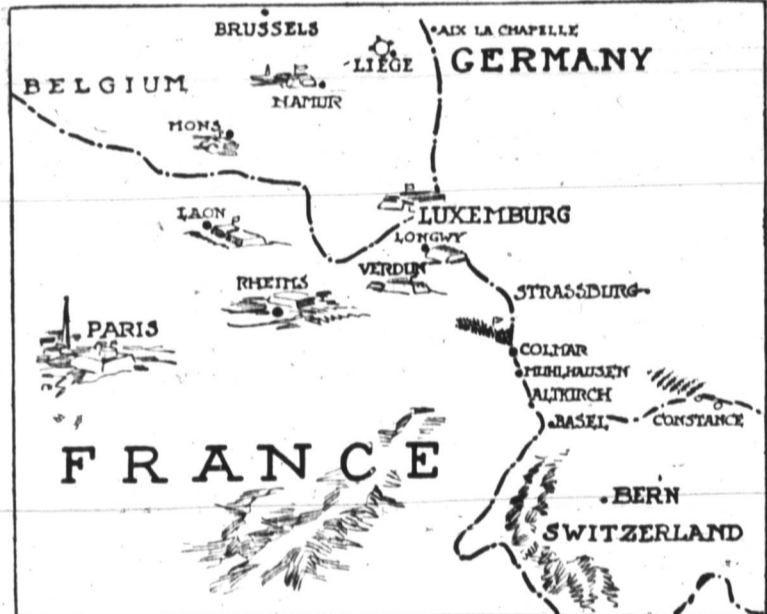 BRUSSELS
AIX LA CHAPELLE
LIÉGE
GERMANY
BELGIUM
NAMUR
MONS
LAON
LUXEMBURG
LONGWY
VERDUN
RHEIMS
STRASSBURG
PARIS
COLMAR
MUHLHAUSEN
ALTKIRCH
BASEL
CONSTANCE
FRANCE
BERN
SWITZERLAND